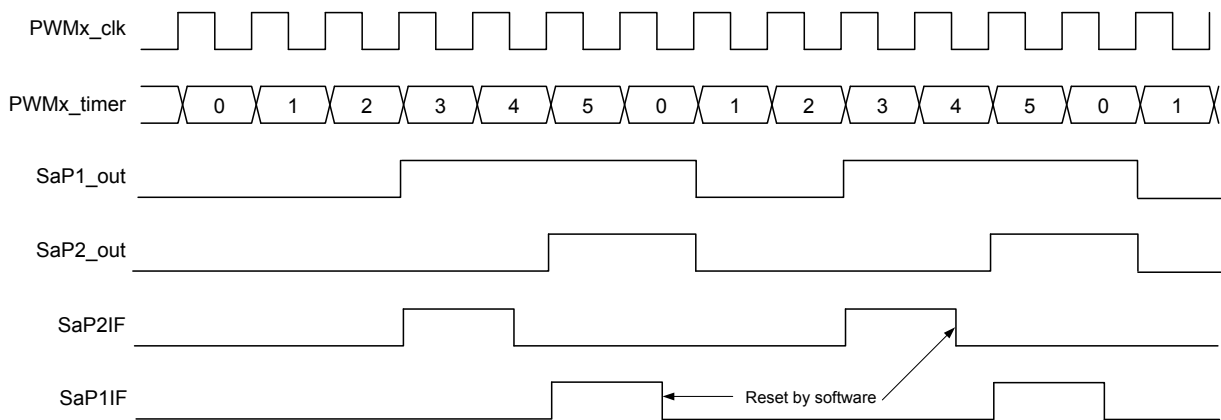 PWMx_clk
PWMx_timer 0 1 2 3 4 5 0 1 2 3 4 5 0 1
SaP1_out
SaP2_out
SaP2IF
SaP1IF Reset by software